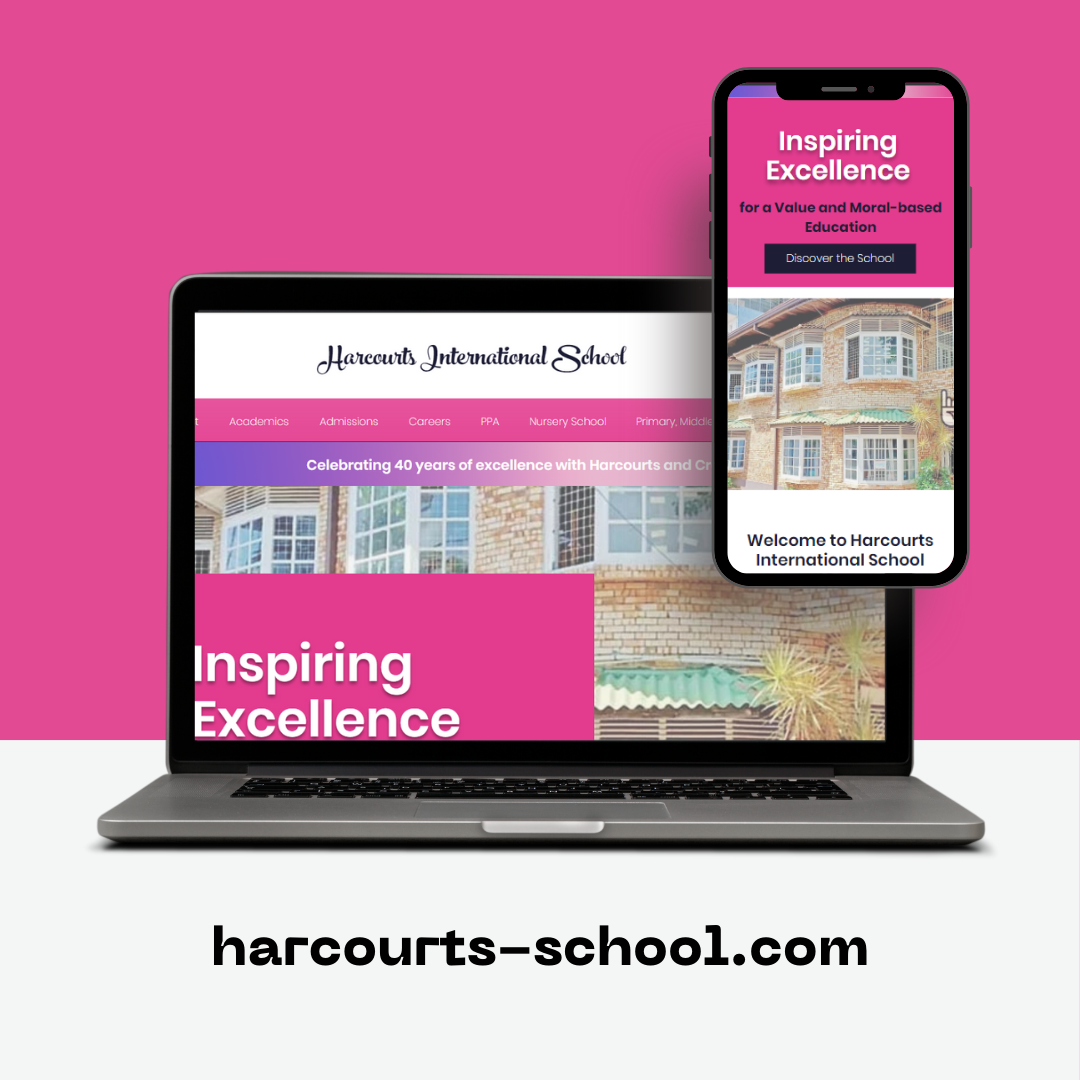 Inspiring
Excellence
for a Value and Moral-based
Education
Discover the School
Welcome to Harcourts
International School
Harcourts International School
Academics Admissions Careers PPA Nursery School Primary, Middle
Celebrating 40 years of excellence with Harcourts and
Inspiring
Excellence
harcourts-school.com